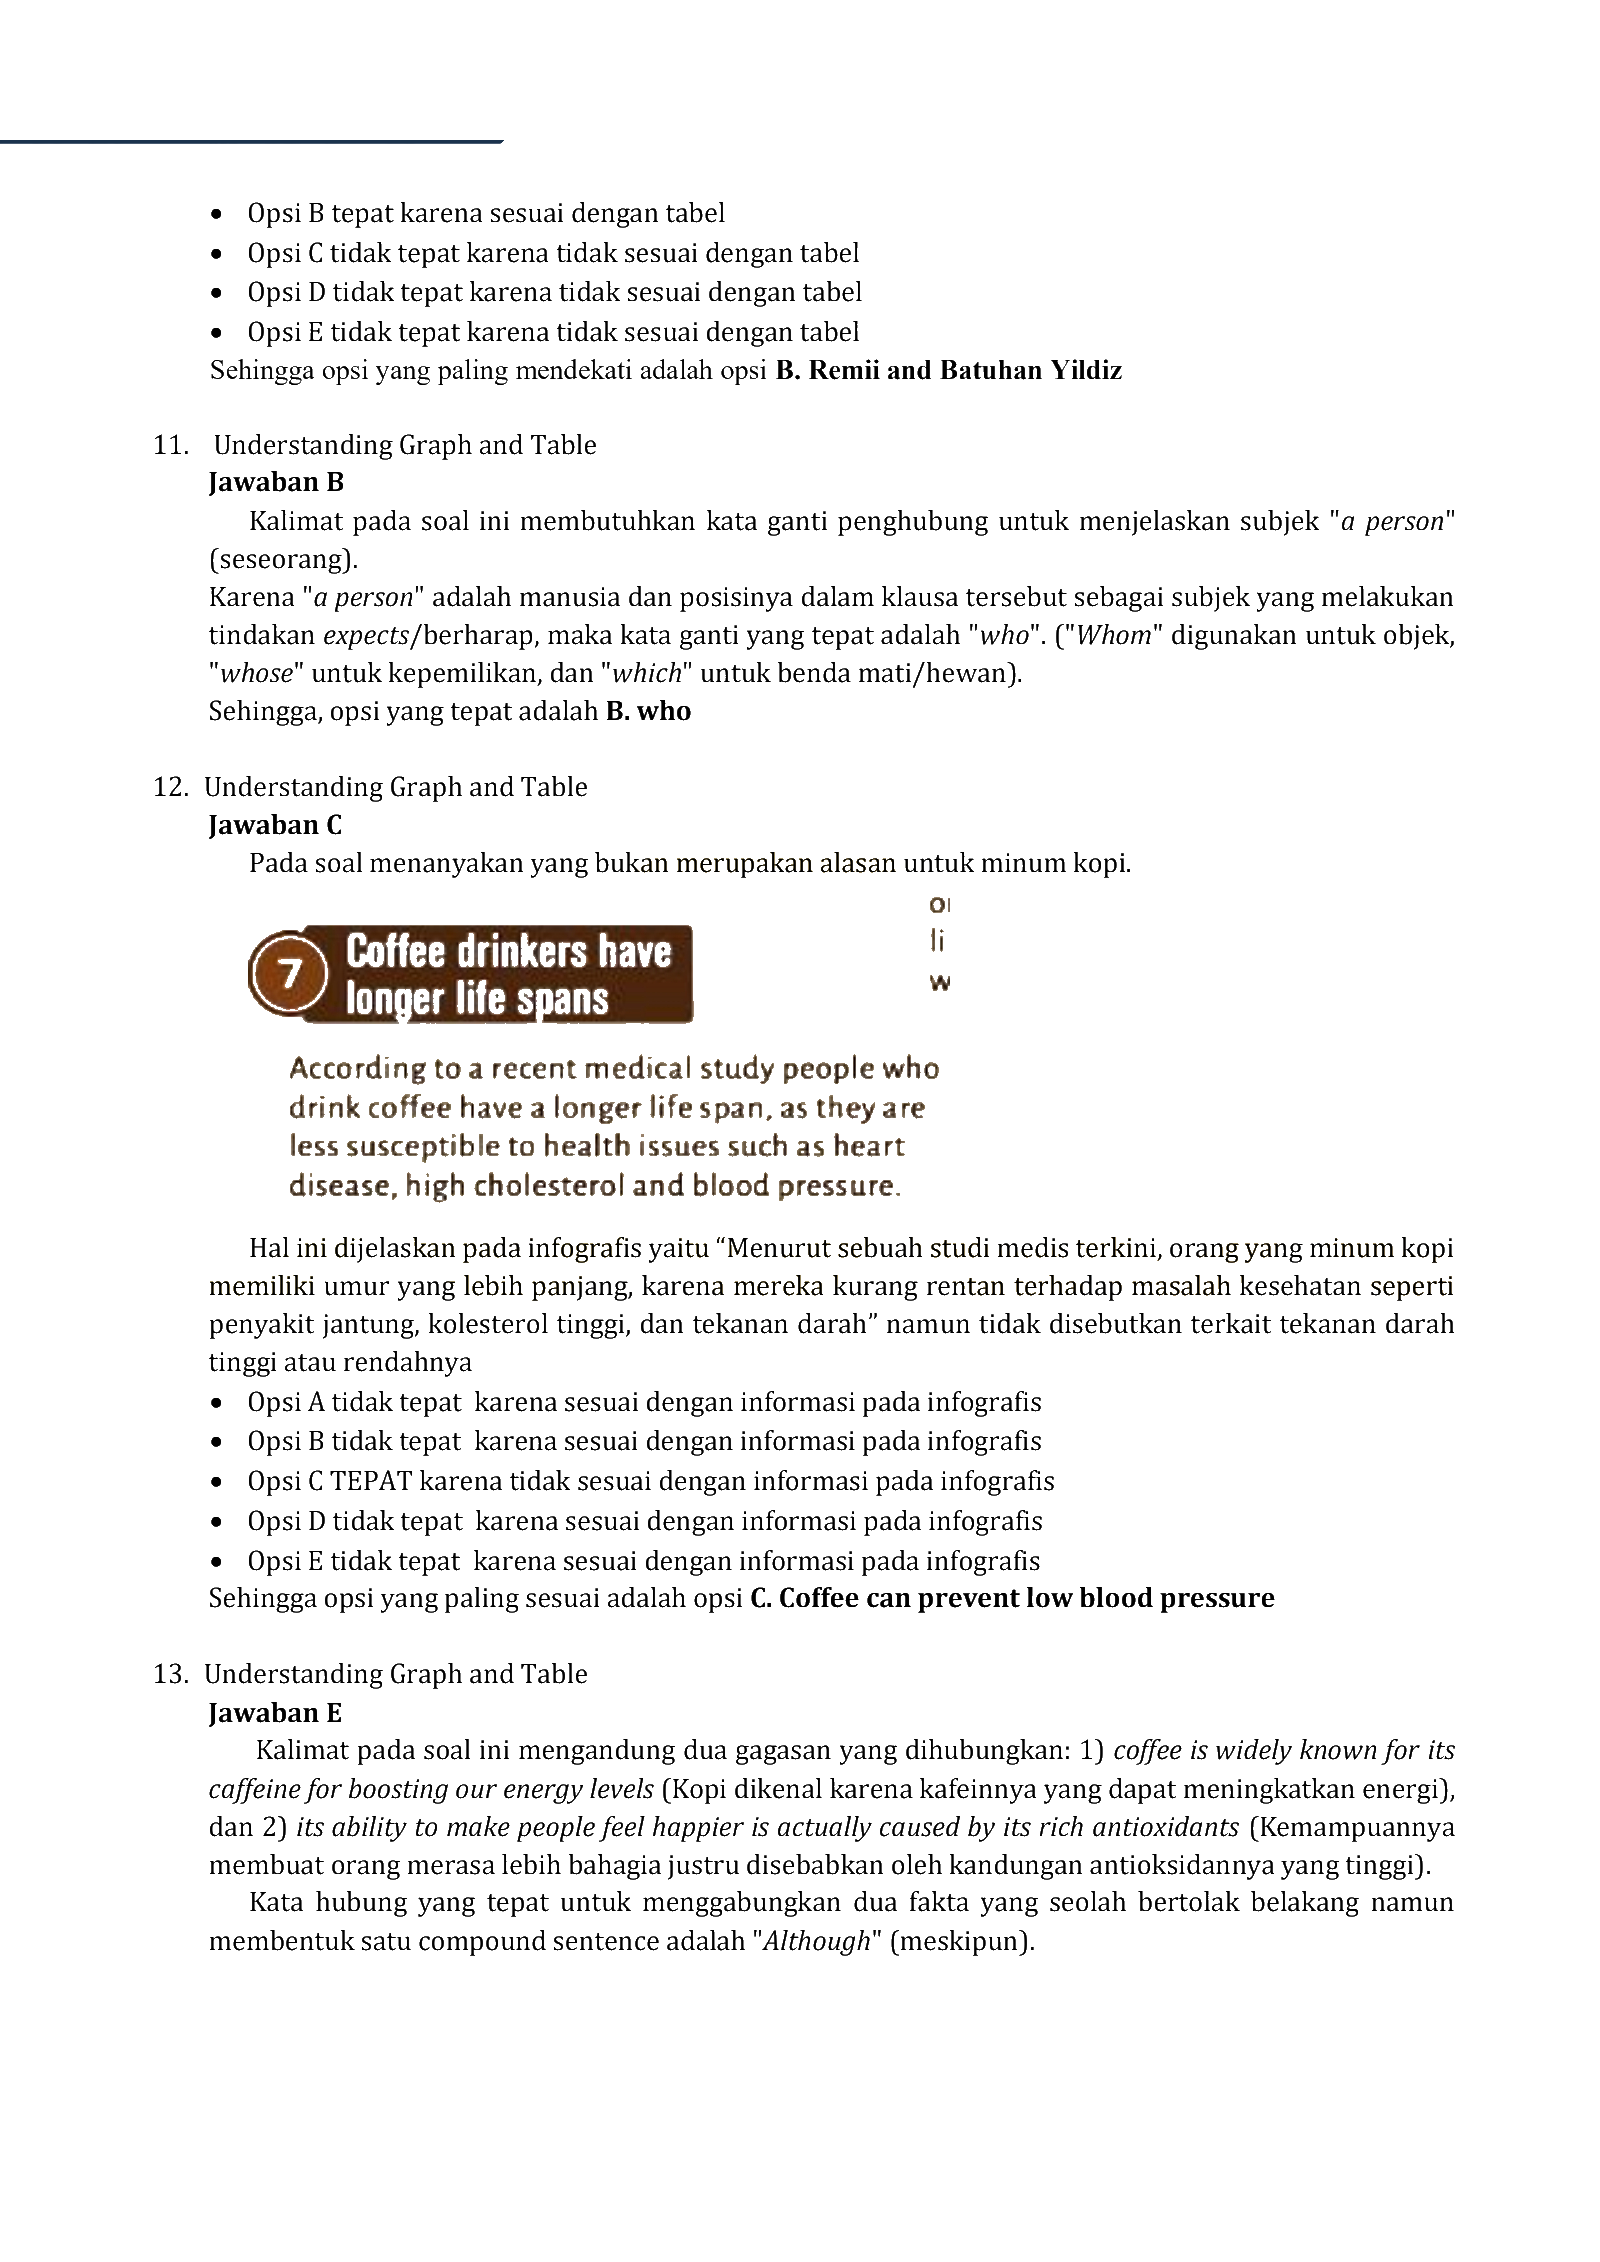 • Opsi B tepat karena sesuai dengan tabel
• Opsi C tidak tepat karena tidak sesuai dengan tabel
• Opsi D tidak tepat karena tidak sesuai dengan tabel
• Opsi E tidak tepat karena tidak sesuai dengan tabel
Sehingga opsi yang paling mendekati adalah opsi B. Remii and Batuhan Yildiz
11. Understanding Graph and Table
Jawaban B
Kalimat pada soal ini membutuhkan kata ganti penghubung untuk menjelaskan subjek "a person"
(seseorang).
Karena "a person" adalah manusia dan posisinya dalam klausa tersebut sebagai subjek yang melakukan
tindakan expects/berharap, maka kata ganti yang tepat adalah "who". ("Whom" digunakan untuk objek,
"whose" untuk kepemilikan, dan "which" untuk benda mati/hewan).
Sehingga, opsi yang tepat adalah B. who
12. Understanding Graph and Table
Jawaban C
Pada soal menanyakan yang bukan merupakan alasan untuk minum kopi.
7 Coffee drinkers have
longer life spans
li
w
According to a recent medical study people who
drink coffee have a longer life span, as they are
less susceptible to health issues such as heart
disease, high cholesterol and blood pressure.
Hal ini dijelaskan pada infografis yaitu “Menurut sebuah studi medis terkini, orang yang minum kopi
memiliki umur yang lebih panjang, karena mereka kurang rentan terhadap masalah kesehatan seperti
penyakit jantung, kolesterol tinggi, dan tekanan darah” namun tidak disebutkan terkait tekanan darah
tinggi atau rendahnya
• Opsi A tidak tepat karena sesuai dengan informasi pada infografis
• Opsi B tidak tepat karena sesuai dengan informasi pada infografis
• Opsi C TEPAT karena tidak sesuai dengan informasi pada infografis
• Opsi D tidak tepat karena sesuai dengan informasi pada infografis
• Opsi E tidak tepat karena sesuai dengan informasi pada infografis
Sehingga opsi yang paling sesuai adalah opsi C. Coffee can prevent low blood pressure
13. Understanding Graph and Table
Jawaban E
Kalimat pada soal ini mengandung dua gagasan yang dihubungkan: 1) coffee is widely known for its
caffeine for boosting our energy levels (Kopi dikenal karena kafeinnya yang dapat meningkatkan energi),
dan 2) its ability to make people feel happier is actually caused by its rich antioxidants (Kemampuannya
membuat orang merasa lebih bahagia justru disebabkan oleh kandungan antioksidannya yang tinggi).
Kata hubung yang tepat untuk menggabungkan dua fakta yang seolah bertolak belakang namun
membentuk satu compound sentence adalah "Although" (meskipun).